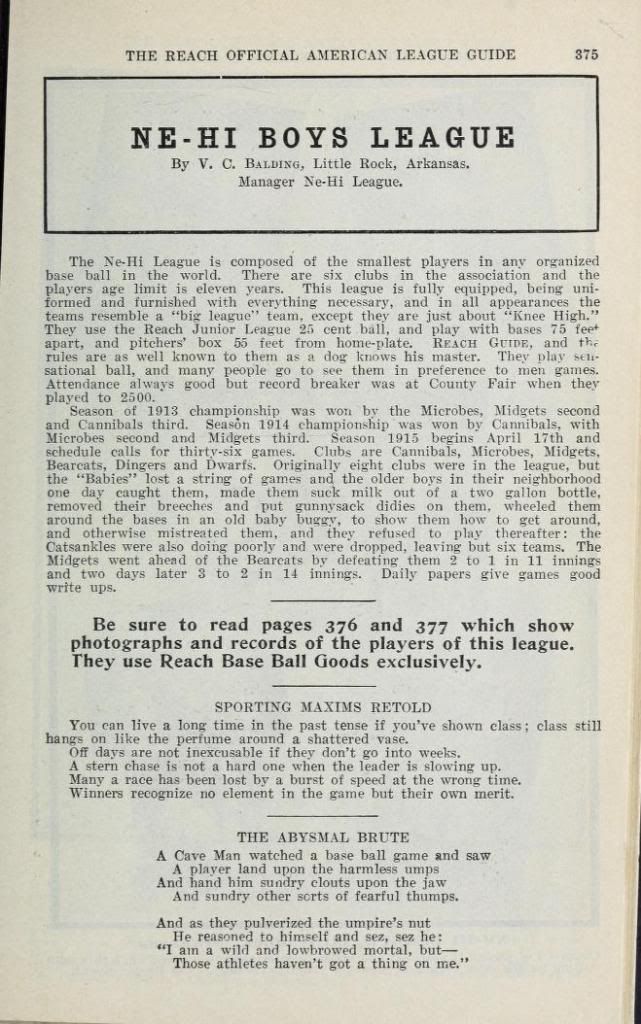 THE REACH OFFICIAL AMERICAN LEAGUE GUIDE 375
NE-HI BOYS LEAGUE
By V. C. BALDING, Little Rock, Arkansas.
Manager Ne-Hi League.
The Ne-Hi League is composed of the smallest players in any organized
base ball in the world. There are six clubs in the association and the
players age limit is eleven years. This league is fully equipped, being uni-
formed and furnished with everything necessary, and in all appearances the
teams resemble a "big league" team, except they are just about "Knee High."
They use the Reach Junior League 25 cent ball, and play with bases 75 feet
apart, and pitchers' box 55 feet from home-plate. REACH GUIDE, and the
rules are as well known to them as a dog knows his master. They play sen-
sational ball, and many people go to see them in preference to men games.
Attendance always good but record breaker was at County Fair when they
played to 2500.
Season of 1913 championship was won by the Microbes, Midgets second
and Cannibals third. Season 1914 championship was won by Cannibals, with
Microbes second and Midgets third. Season 1915 begins April 17th and
schedule calls for thirty-six games. Clubs are Cannibals, Microbes, Midgets,
Bearcats, Dingers and Dwarfs. Originally eight clubs were in the league, but
the "Babies" lost a string of games and the older boys in their neighborhood
one day caught them, made them suck milk out of a two gallon bottle,
removed their breeches and put gunnysack didies on them, wheeled them
around the bases in an old baby buggy, to show them how to get around,
and otherwise mistreated them, and they refused to play thereafter: the
Catsankles were also doing poorly and were dropped, leaving but six teams. The
Midgets went ahead of the Bearcats by defeating them 2 to 1 in 11 innings
and two days later 3 to 2 in 14 innings. Daily papers give games good
write ups.
Be sure to read pages 376 and 377 which show
photographs and records of the players of this league.
They use Reach Base Ball Goods exclusively.
SPORTING MAXIMS RETOLD
You can live a long time in the past tense if you've shown class; class still
hangs on like the perfume around a shattered vase.
Off days are not inexcusable if they don't go into weeks.
A stern chase is not a hard one when the leader is slowing up.
Many a race has been lost by a burst of speed at the wrong time.
Winners recognize no element in the game but their own merit.
THE ABYSMAL BRUTE
A Cave Man watched a base ball game and saw
A player land upon the harmless umps
And hand him sundry clouts upon the jaw
And sundry other sorts of fearful thumps.
And as they pulverized the umpire's nut
He reasoned to himself and sez, sez he:
"I am a wild and lowbrowed mortal, but—
Those athletes haven't got a thing on me."